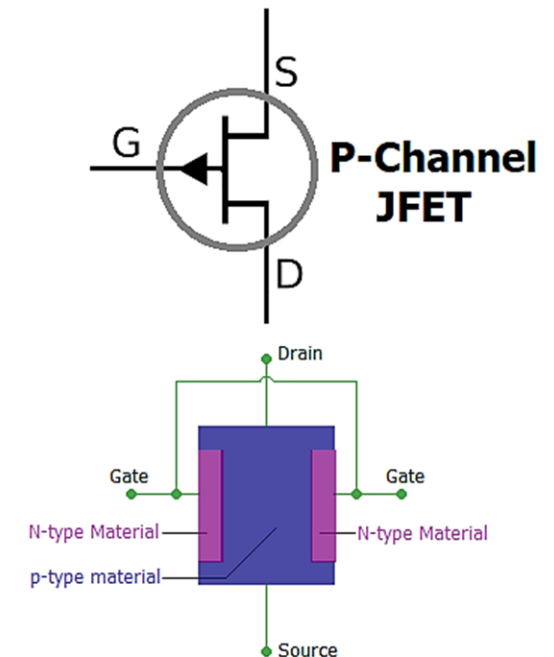 S
G
P-Channel
JFET
D
Drain
Gate
Gate
N-type Material
N-type Material
p-type material
Source